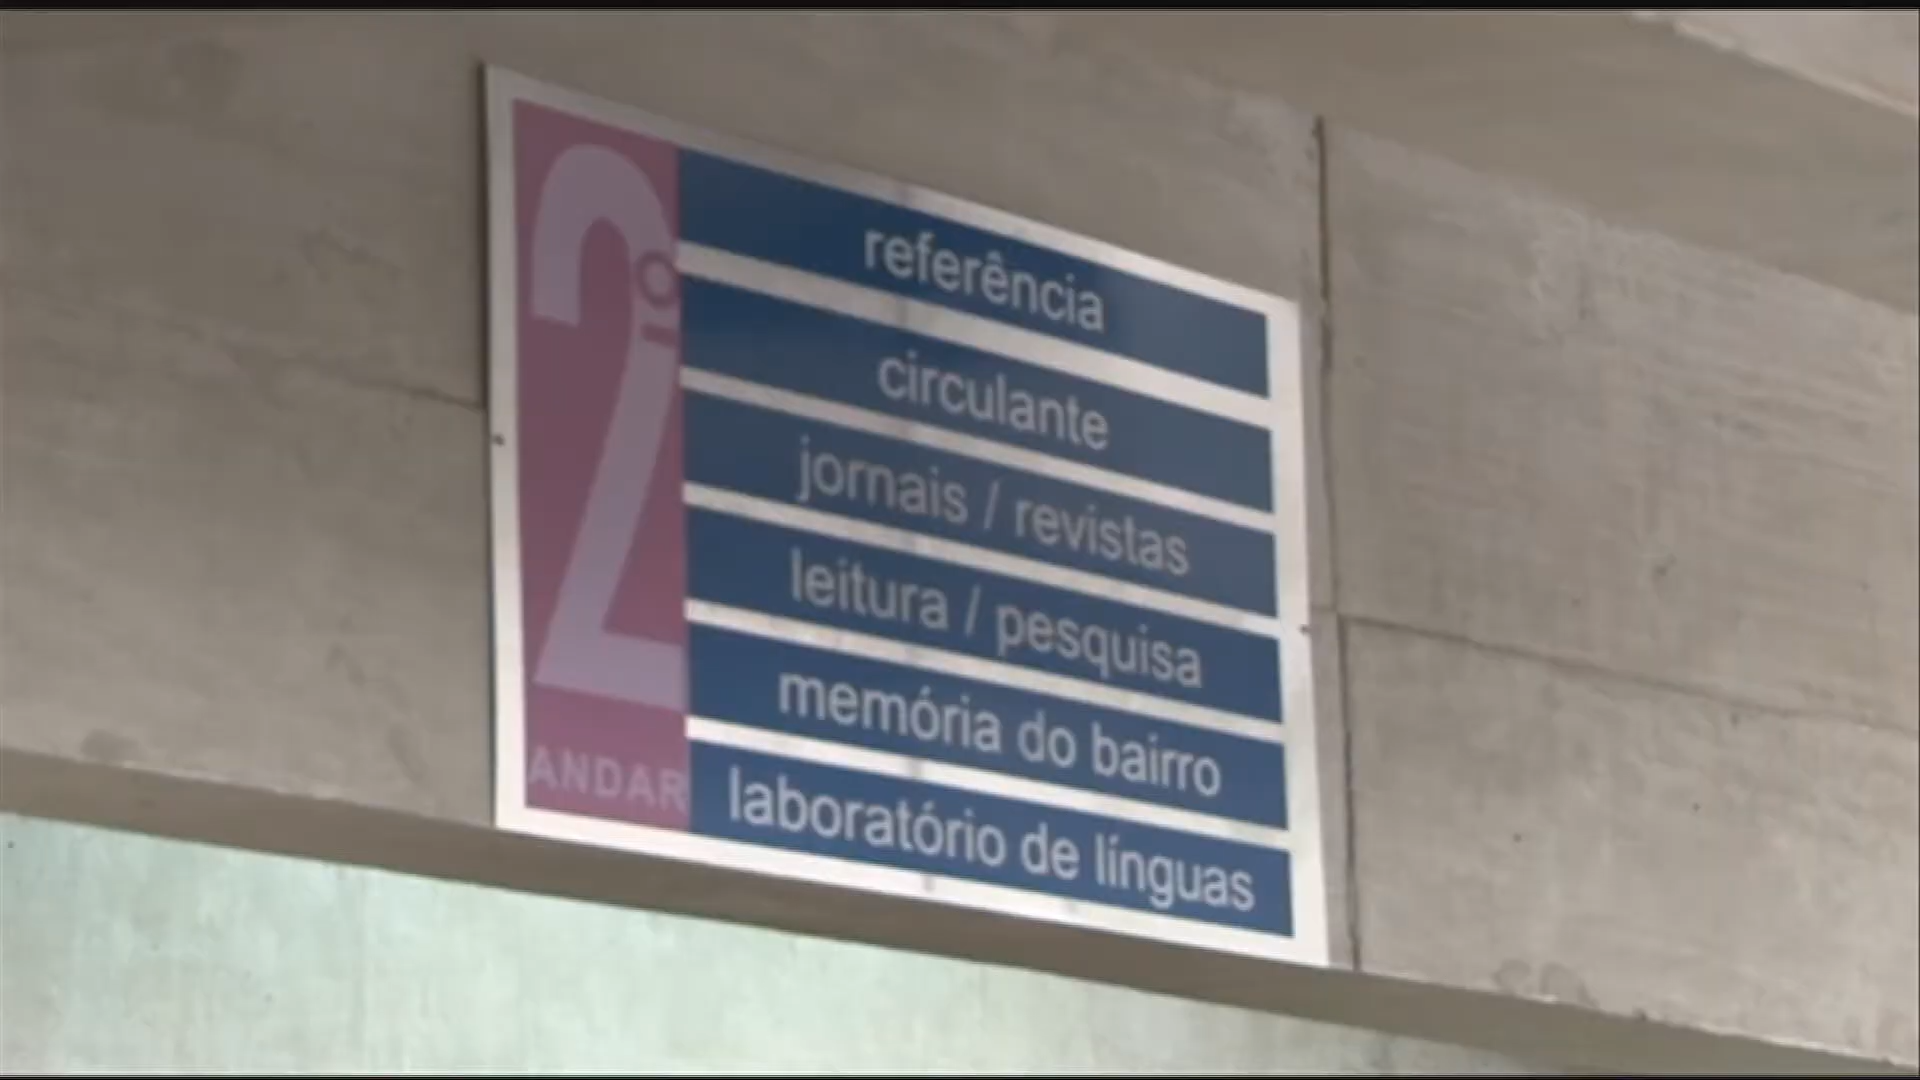 2º
ANDAR
referência
circulante
jornais / revistas
leitura / pesquisa
memória do bairro
laboratório de línguas